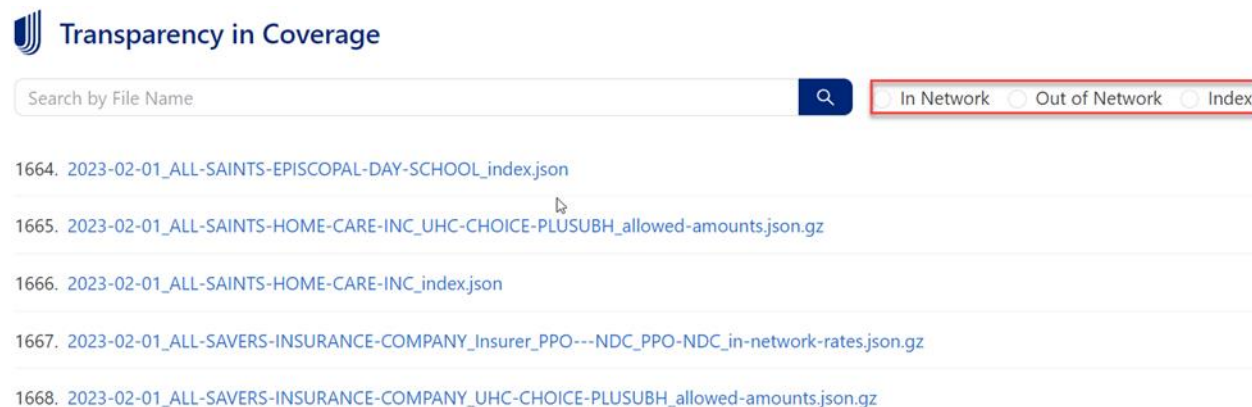 Transparency in Coverage
Search by File Name
In Network Out of Network Index
1664. 2023-02-01_ALL-SAINTS-EPISCOPAL-DAY-SCHOOL_index.json
1665. 2023-02-01_ALL-SAINTS-HOME-CARE-INC_UHC-CHOICE-PLUSUBH_allowed-amounts.json.gz
1666. 2023-02-01_ALL-SAINTS-HOME-CARE-INC_index.json
1667. 2023-02-01_ALL-SAVERS-INSURANCE-COMPANY_Insurer_PPO---NDC_PPO-NDC_in-network-rates.json.gz
1668. 2023-02-01_ALL-SAVERS-INSURANCE-COMPANY_UHC-CHOICE-PLUSUBH_allowed-amounts.json.gz